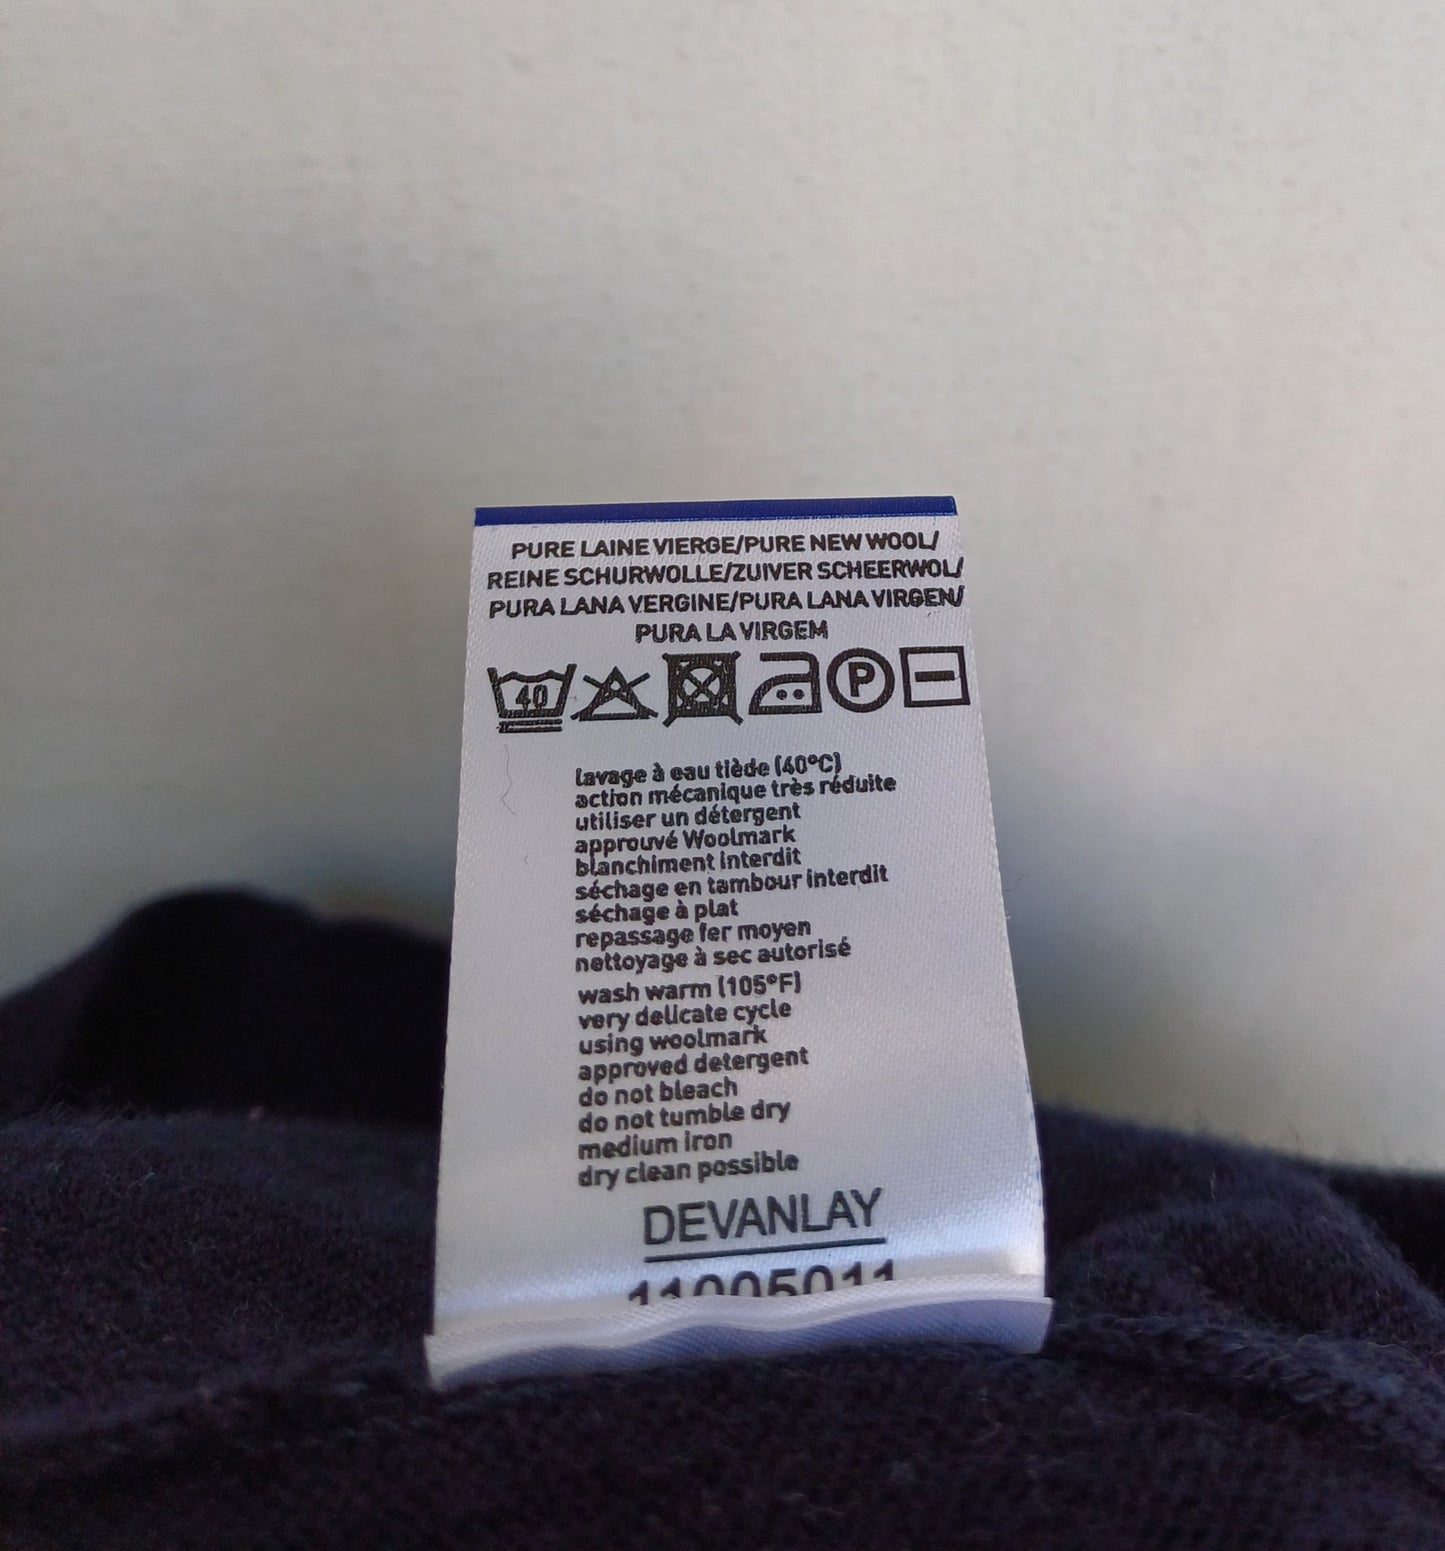 PURE LAINE VIERGE/PURE NEW WOOL/
REINE SCHURWOLLE/ZUIVER SCHEERWOL/
PURA LANA VERGINE/PURA LANA VIRGEN/
PURA LA VIRGEM
40 P
lavage à eau tiède (40°C)
action mécanique très réduite
utiliser un détergent
approuvé Woolmark
blanchiment interdit
séchage en tambour interdit
séchage à plat
repassage fer moyen
nettoyage à sec autorisé
wash warm (105°F)
very delicate cycle
using woolmark
approved detergent
do not bleach
do not tumble dry
medium iron
dry clean possible
DEVANLAY
11005011